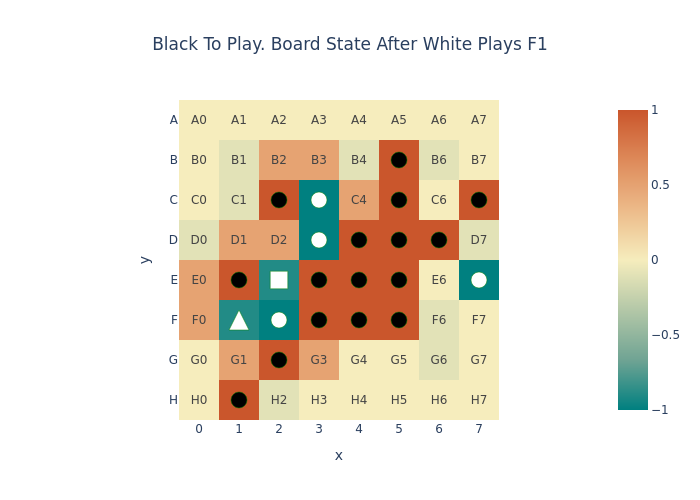 Black To Play. Board State After White Plays F1
A A0 A1 A2 A3 A4 A5 A6 A7
B B0 B1 B2 B3 B4 B6 B7
C C0 C1 C4 C6
D D0 D1 D2 D7
E E0 E6
F F0 F6 F7
G G0 G1 G3 G4 G5 G6 G7
H H0 H2 H3 H4 H5 H6 H7
0 1 2 3 4 5 6 7
x
y
1
0.5
0
−0.5
−1